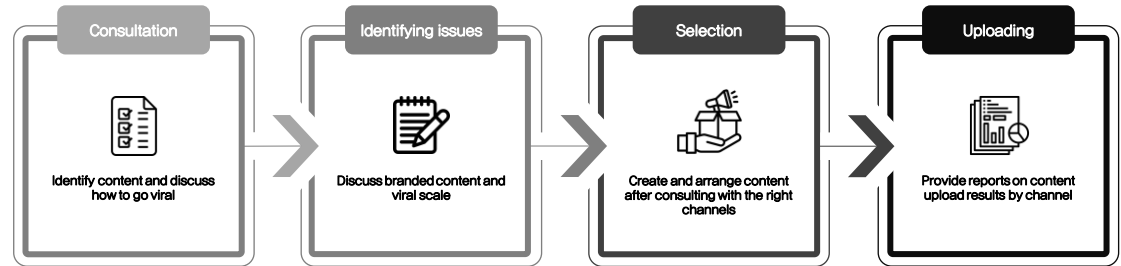 Consultation
Identify content and discuss
how to go viral
Identifying issues
Discuss branded content and
viral scale
Selection
Create and arrange content
after consulting with the right
channels
Uploading
Provide reports on content
upload results by channel